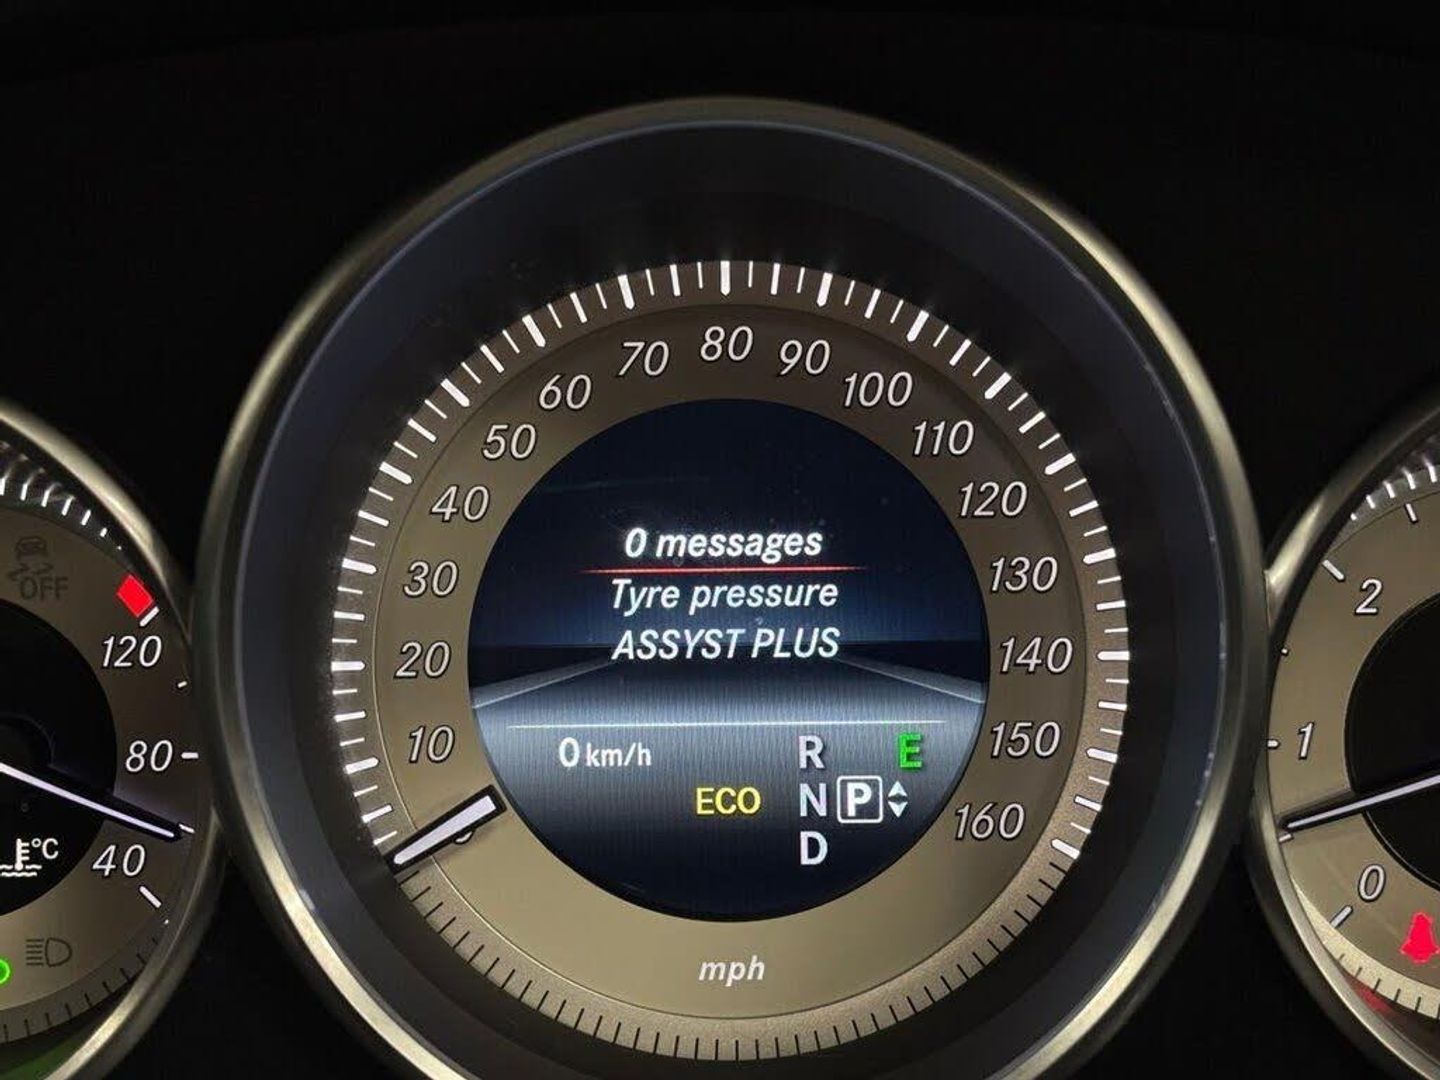 OFF
120
80
°C
40
10
20
30
40
50
60
70
80
90
100
110
120
130
140
150
160
mph
0 messages
Tyre pressure
ASSYST PLUS
0 km/h
R E
ECO N P
D
2
1
0